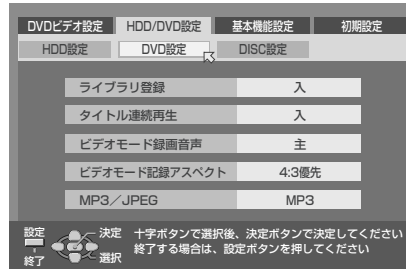 DVDビデオ設定 HDD/DVD設定 基本機能設定 初期設定
HDD設定 DVD設定 DISC設定
ライブラリ登録 入
タイトル連続再生 入
ビデオモード録画音声 主
ビデオモード記録アスペクト 4:3優先
MP3／JPEG MP3
設定 決定 十字ボタンで選択後、決定ボタンで決定してください
終了 選択 終了する場合は、設定ボタンを押してください